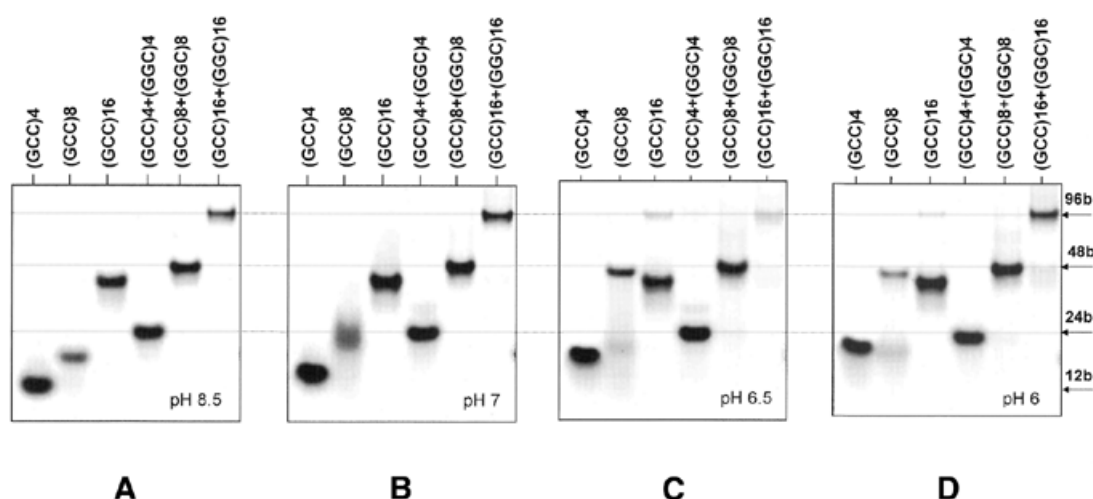 (GCC)4
(GCC)8
(GCC)16
(GCC)4+(GGC)4
(GCC)8+(GGC)8
(GCC)16+(GGC)16
(GCC)4
(GCC)8
(GCC)16
(GCC)4+(GGC)4
(GCC)8+(GGC)8
(GCC)16+(GGC)16
(GCC)4
(GCC)8
(GCC)16
(GCC)4+(GGC)4
(GCC)8+(GGC)8
(GCC)16+(GGC)16
(GCC)4
(GCC)8
(GCC)16
(GCC)4+(GGC)4
(GCC)8+(GGC)8
(GCC)16+(GGC)16
96b
48b
24b
12b
pH 8.5
pH 7
pH 6.5
pH 6
A
B
C
D